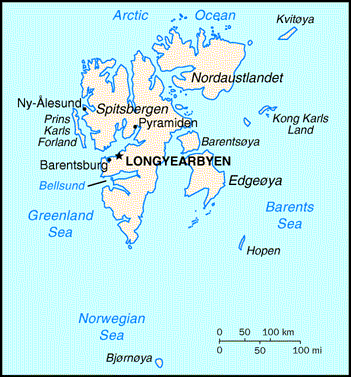 Arctic Ocean
Kvitøya
Nordaustlandet
Ny-Ålesund
Spitsbergen
Prins
Karls
Forland
Pyramiden
Kong Karls
Land
Barentsøya
Barentsburg
LONGYEARBYEN
Bellsund
Edgeøya
Greenland
Sea
Barents
Sea
Hopen
Norwegian
Sea
Bjørnøya
0 50 100 km
0 50 100 mi